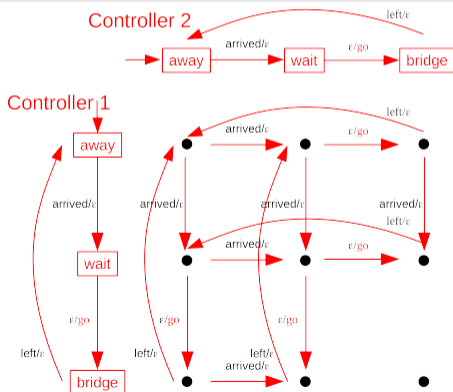 Controller 2
left/ε
arrived/ε
ε/go
away
wait
bridge
Controller 1
left/ε
arrived/ε
ε/go
away
arrived/ε
arrived/ε
arrived/ε
arrived/ε
left/ε
arrived/ε
ε/go
wait
ε/go
ε/go
ε/go
left/ε
left/ε
left/ε
arrived/ε
bridge